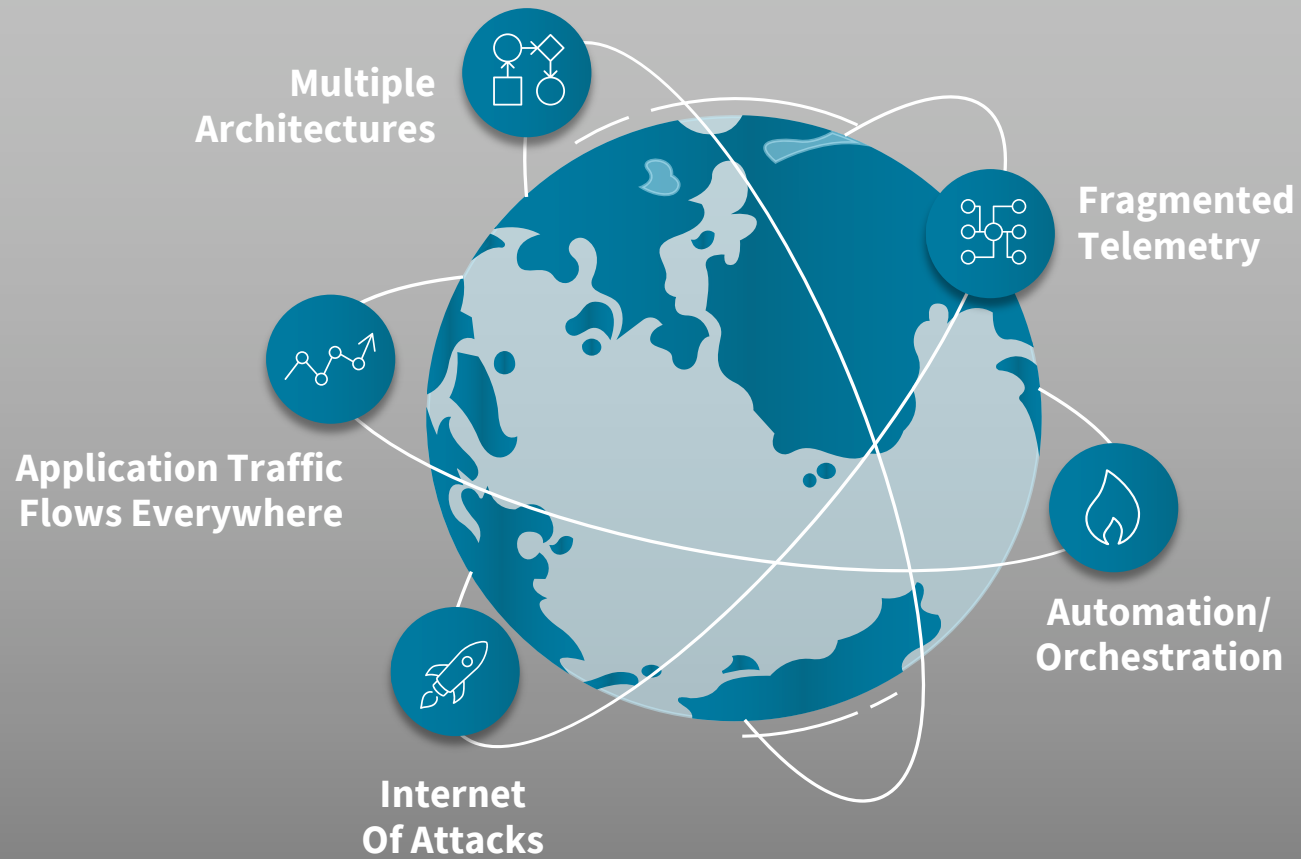 Multiple
Architectures
Fragmented
Telemetry
Application Traffic
Flows Everywhere
Automation/
Orchestration
Internet
Of Attacks